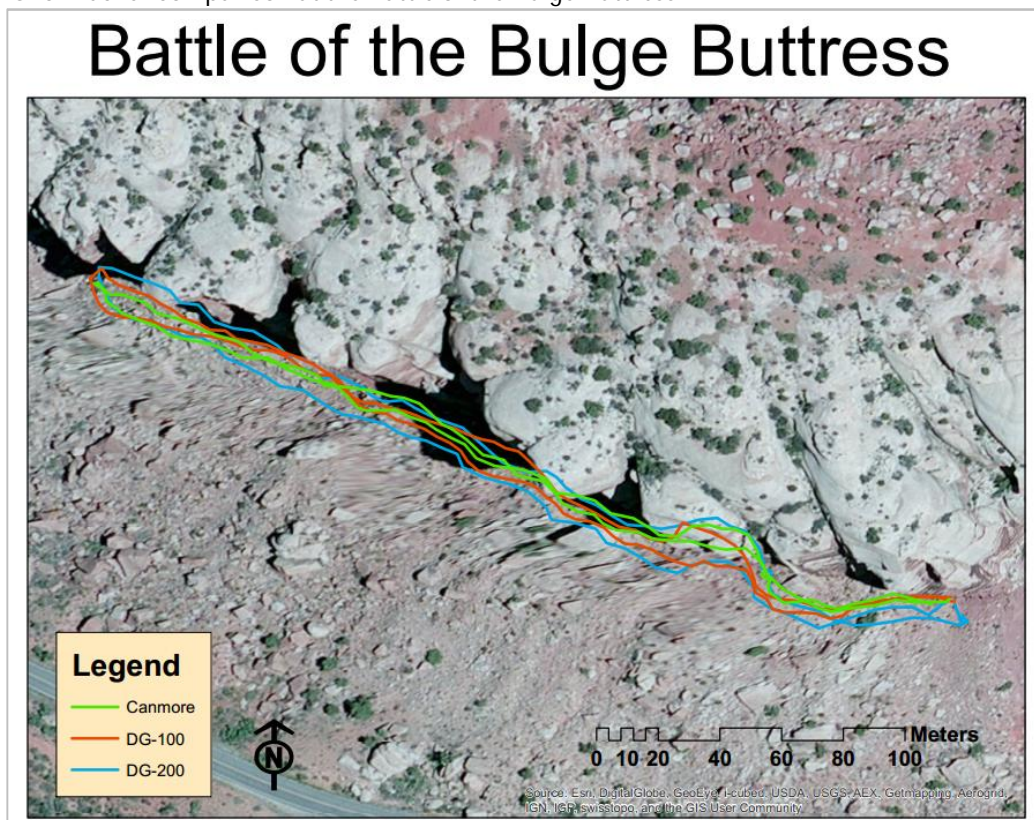 Battle of the Bulge Buttress
Legend
Canmore
DG-100
DG-200
N
Meters
0 10 20 40 60 80 100
Source: Esri, DigitalGlobe, GeoEye, i-cubed, USDA, USGS, AEX, Getmapping, Aerogrid,
IGN, IGP, swisstopo, and the GIS User Community